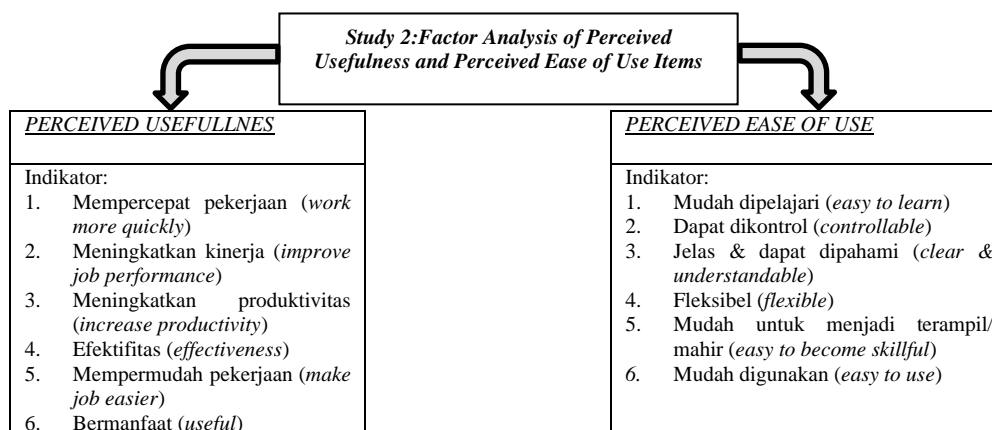 Study 2:Factor Analysis of Perceived
Usefulness and Perceived Ease of Use Items
PERCEIVED USEFULLNES
Indikator:
1. Mempercepat pekerjaan (work
more quickly)
2. Meningkatkan kinerja (improve
job performance)
3. Meningkatkan produktivitas
(increase productivity)
4. Efektifitas (effectiveness)
5. Mempermudah pekerjaan (make
job easier)
6. Bermanfaat (useful)
PERCEIVED EASE OF USE
Indikator:
1. Mudah dipelajari (easy to learn)
2. Dapat dikontrol (controllable)
3. Jelas & dapat dipahami (clear &
understandable)
4. Fleksibel (flexible)
5. Mudah untuk menjadi terampil/
mahir (easy to become skillful)
6. Mudah digunakan (easy to use)